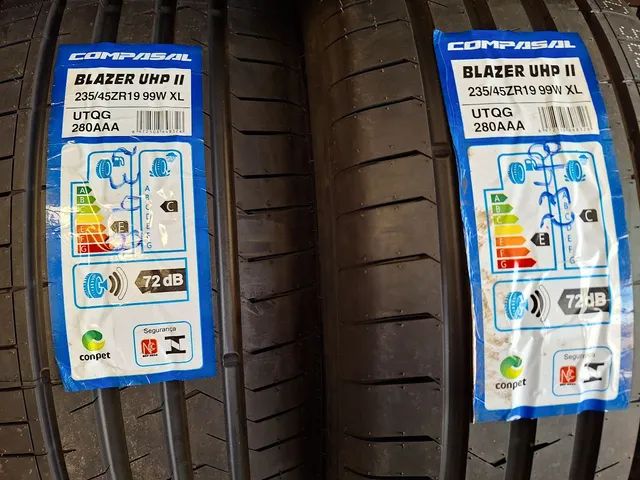 COMPASAL
BLAZER UHP II
235/45ZR19 99W XL
UTQG
280AAA
A
B
C
D
E
F
G
E
A
B
C
D
E
F
G
C
72dB
conpet
Segurança
COMPASAL
BLAZER UHP II
235/45ZR19 99W XL
UTQG
280AAA
A
B
C
D
E
F
G
E
A
B
C
D
E
F
G
C
72dB
conpet
Segurança